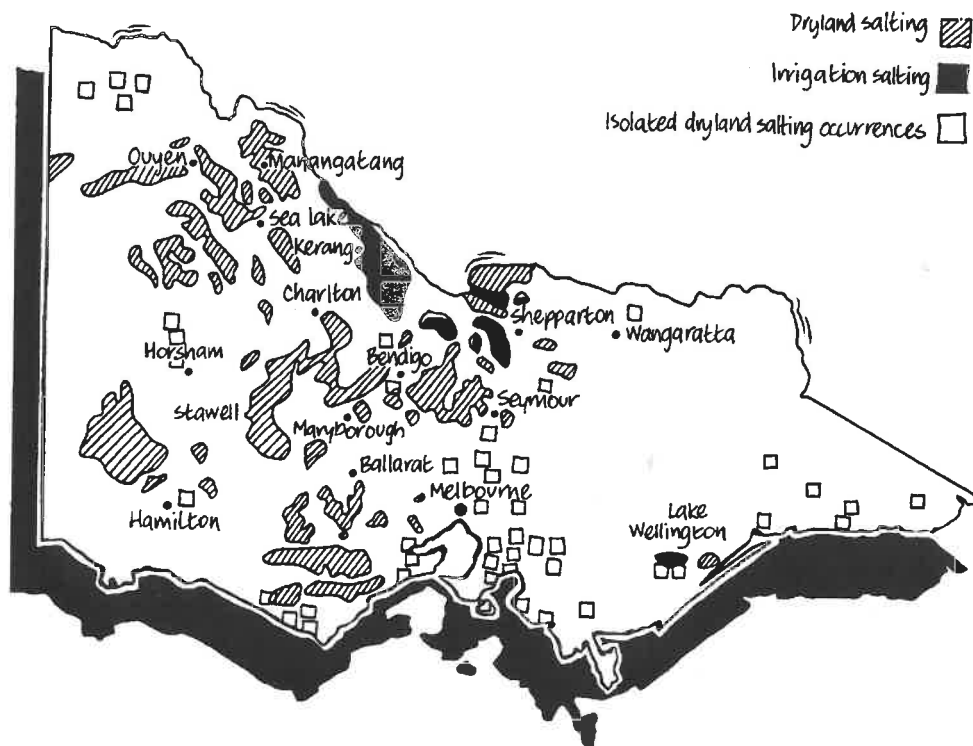 Dryland salting
Irrigation salting
Isolated dryland salting occurrences
Ouyen
Manangatang
Sea lake
Kerang
Charlton
Shepparton
Wangaratta
Horsham
Bendigo
Stawell
Seymour
Maryborough
Ballarat
Melbourne
Hamilton
Lake
Wellington